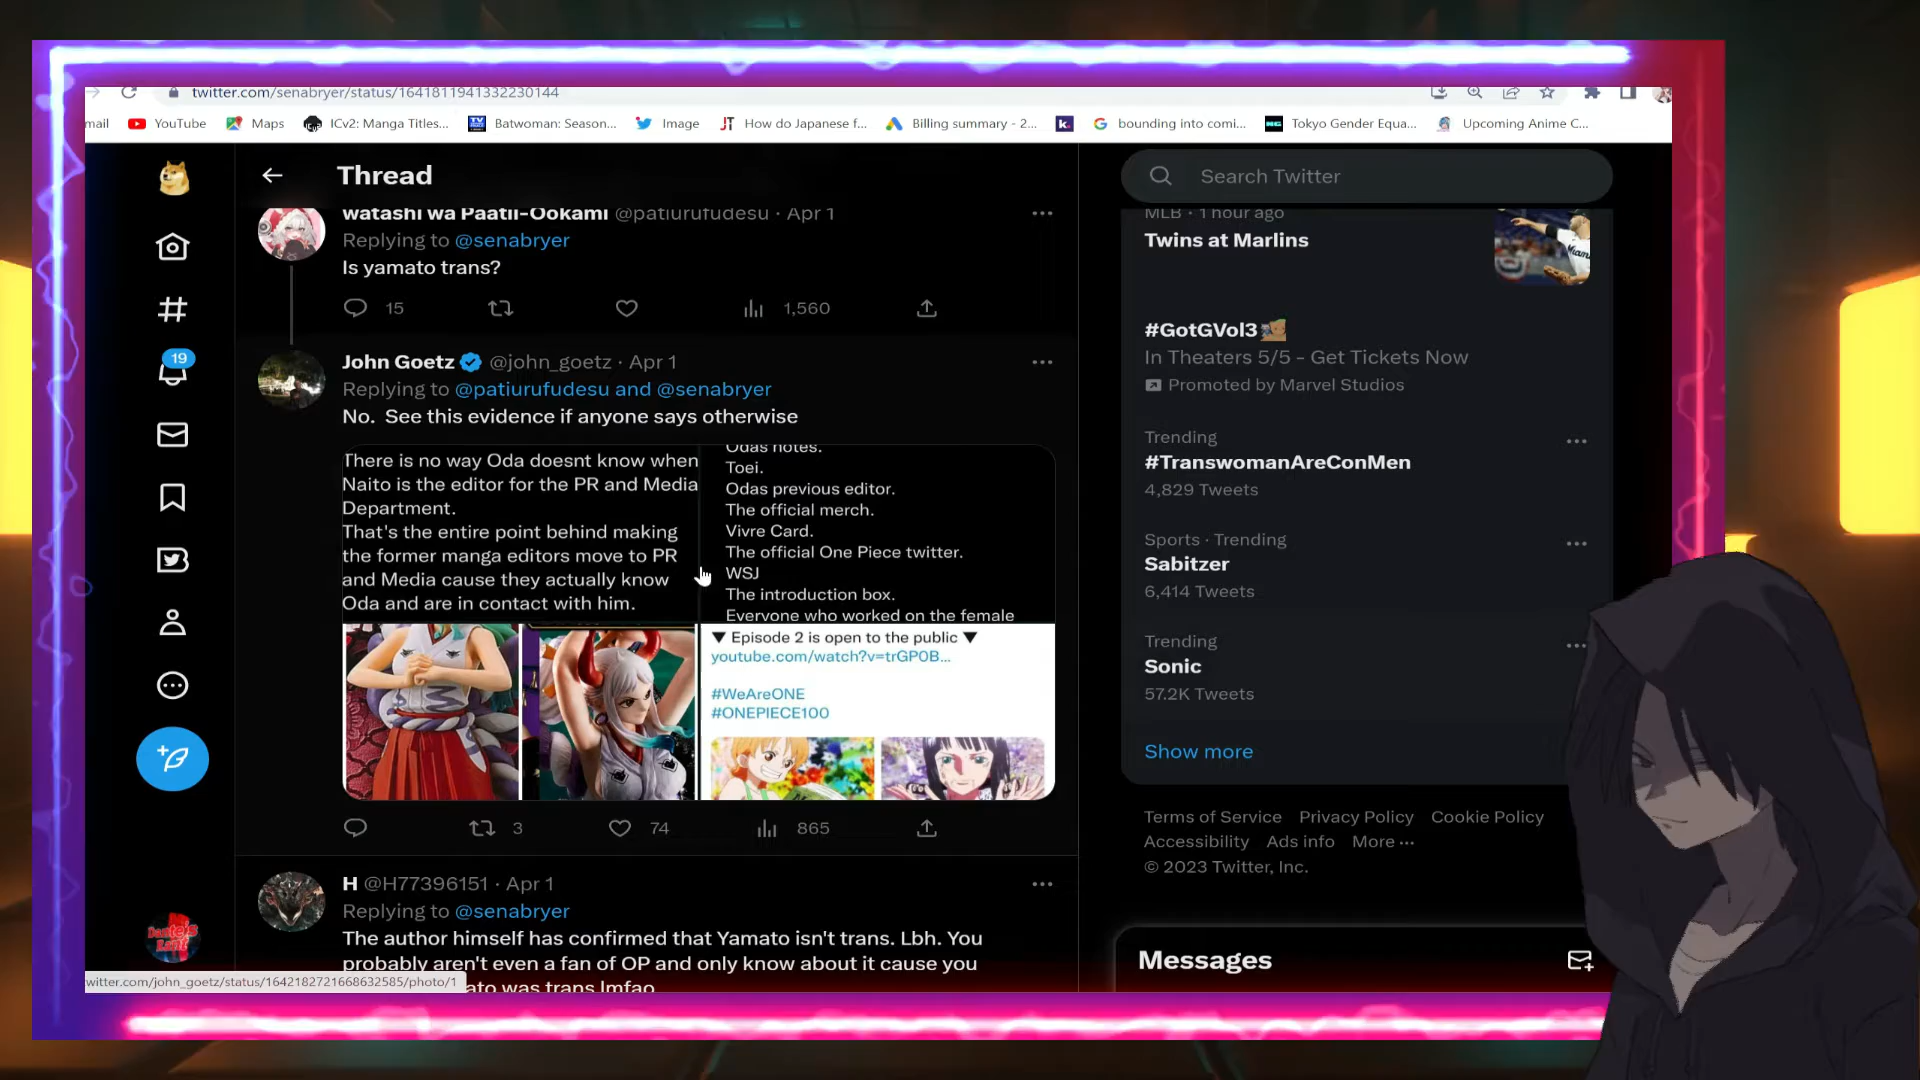 twitter.com/senabryer/status/1641811941332230144
mail YouTube Maps ICv2: Manga Titles... Batwoman: Season... Image How do Japanese f... Billing summary - 2... k. bounding into comi... Tokyo Gender Equa... Upcoming Anime C...
Thread
Search Twitter
watashi wa Paatii-Ookami @patiurufudesu · Apr 1
Replying to @senabryer
Is yamato trans?
15 1,560
John Goetz @john_goetz · Apr 1
Replying to @patiurufudesu and @senabryer
No. See this evidence if anyone says otherwise
There is no way Oda doesnt know when
Naito is the editor for the PR and Media
Department.
That's the entire point behind making
the former manga editors move to PR
and Media cause they actually know
Oda and are in contact with him.
Odas notes.
Toei.
Odas previous editor.
The official merch.
Vivre Card.
The official One Piece twitter.
WSJ
The introduction box.
Everyone who worked on the female
▼ Episode 2 is open to the public ▼
youtube.com/watch?v=trGP0B...
#WeAreONE
#ONEPIECE100
3 74 865
H @H77396151 · Apr 1
Replying to @senabryer
The author himself has confirmed that Yamato isn't trans. Lbh. You
probably aren't even a fan of OP and only know about it cause you
ato was trans lmfao
19
twitter.com/john_goetz/status/1642182721668632585/photo/1
MLB · 1 hour ago
Twins at Marlins
#GotGVol3
In Theaters 5/5 - Get Tickets Now
Promoted by Marvel Studios
Trending
#TranswomanAreConMen
4,829 Tweets
Sports · Trending
Sabitzer
6,414 Tweets
Trending
Sonic
57.2K Tweets
Show more
Terms of Service Privacy Policy Cookie Policy
Accessibility Ads info More ···
© 2023 Twitter, Inc.
Messages